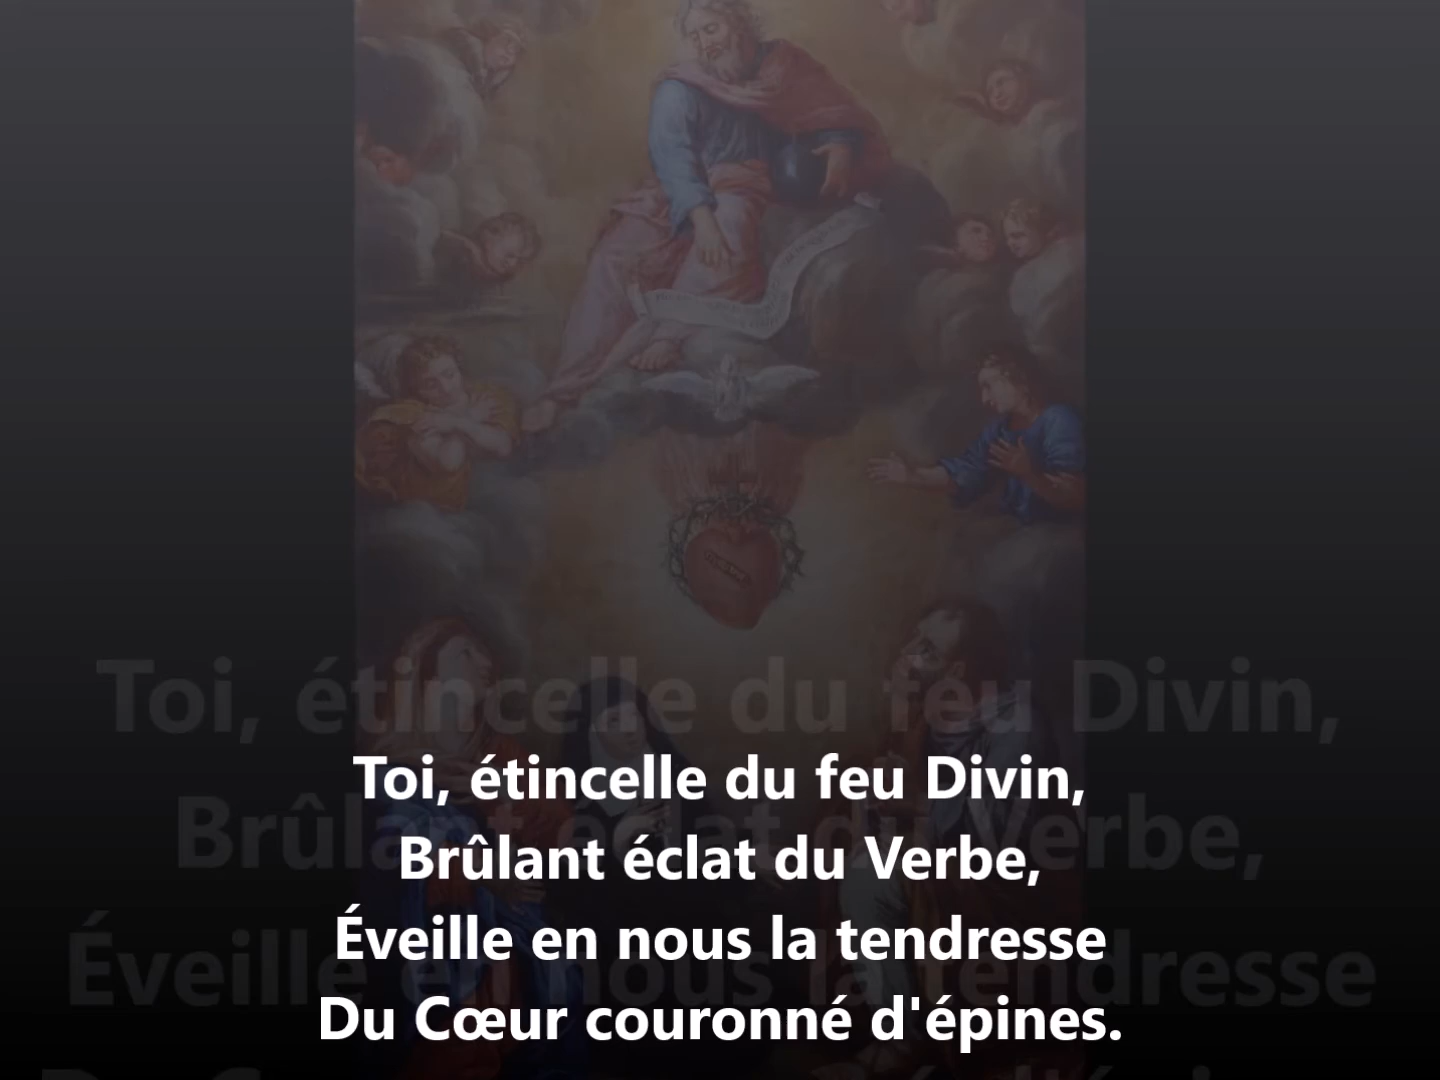 Toi, étincelle du feu Divin,
Brûlant éclat du Verbe,
Éveille en nous la tendresse
Du Cœur couronné d'épines.